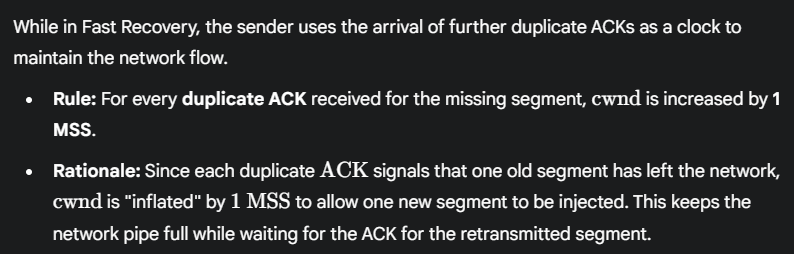 While in Fast Recovery, the sender uses the arrival of further duplicate ACKs as a clock to
maintain the network flow.
• Rule: For every duplicate ACK received for the missing segment, cwnd is increased by 1
MSS.
• Rationale: Since each duplicate ACK signals that one old segment has left the network,
cwnd is "inflated" by 1 MSS to allow one new segment to be injected. This keeps the
network pipe full while waiting for the ACK for the retransmitted segment.